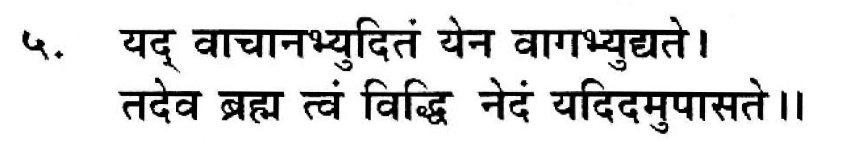 ५. यद् वाचानभ्युदितं येन वागभ्युद्यते।
तदेव ब्रह्म त्वं विद्धि नेदं यदिदमुपासते।।